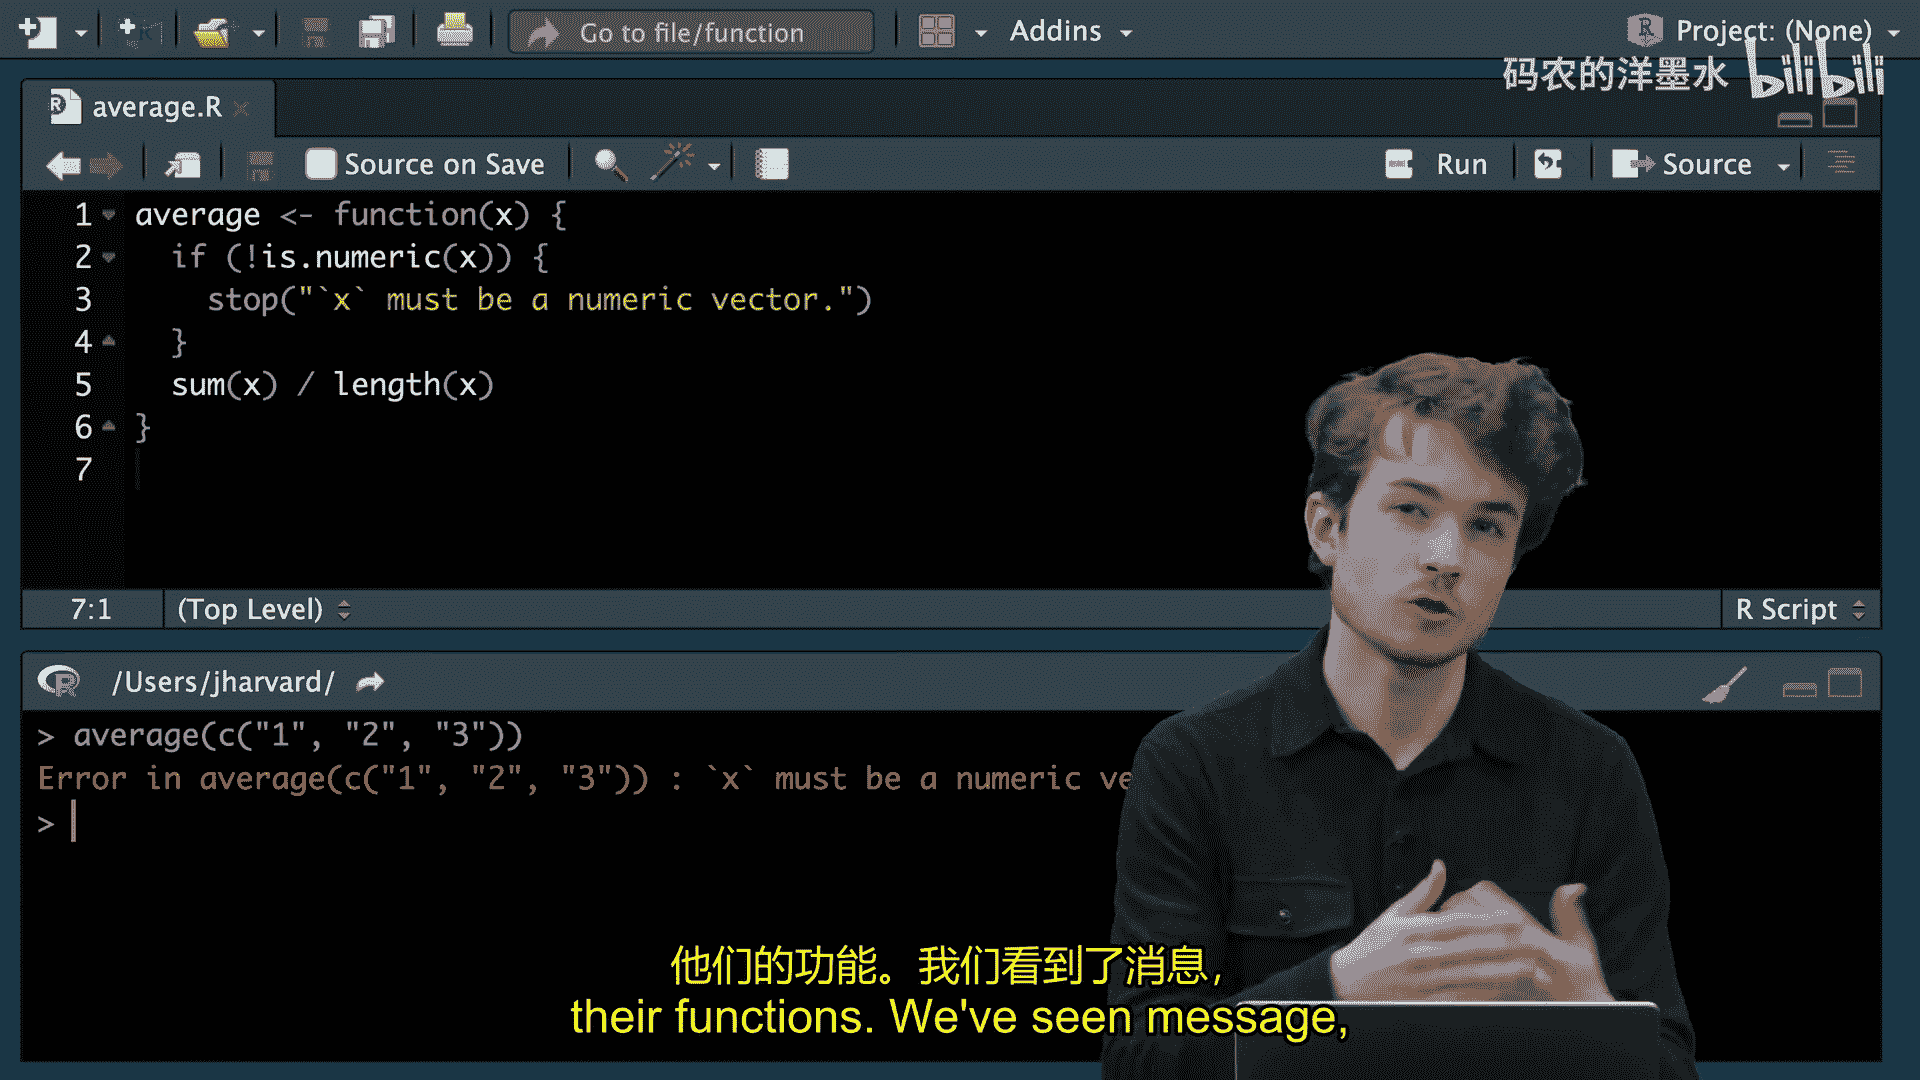 Go to file/function
Addins
Project: (None)
码农的洋墨水 bilibili
average.R
Source on Save
Run
Source
1 average <- function(x) {
2 if (!is.numeric(x)) {
3 stop("`x` must be a numeric vector.")
4 }
5 sum(x) / length(x)
6 }
7
7:1
(Top Level)
R Script
/Users/jharvard/
> average(c("1", "2", "3"))
Error in average(c("1", "2", "3")) : `x` must be a numeric ve
>
他们的功能。我们看到了消息，
their functions. We've seen message,